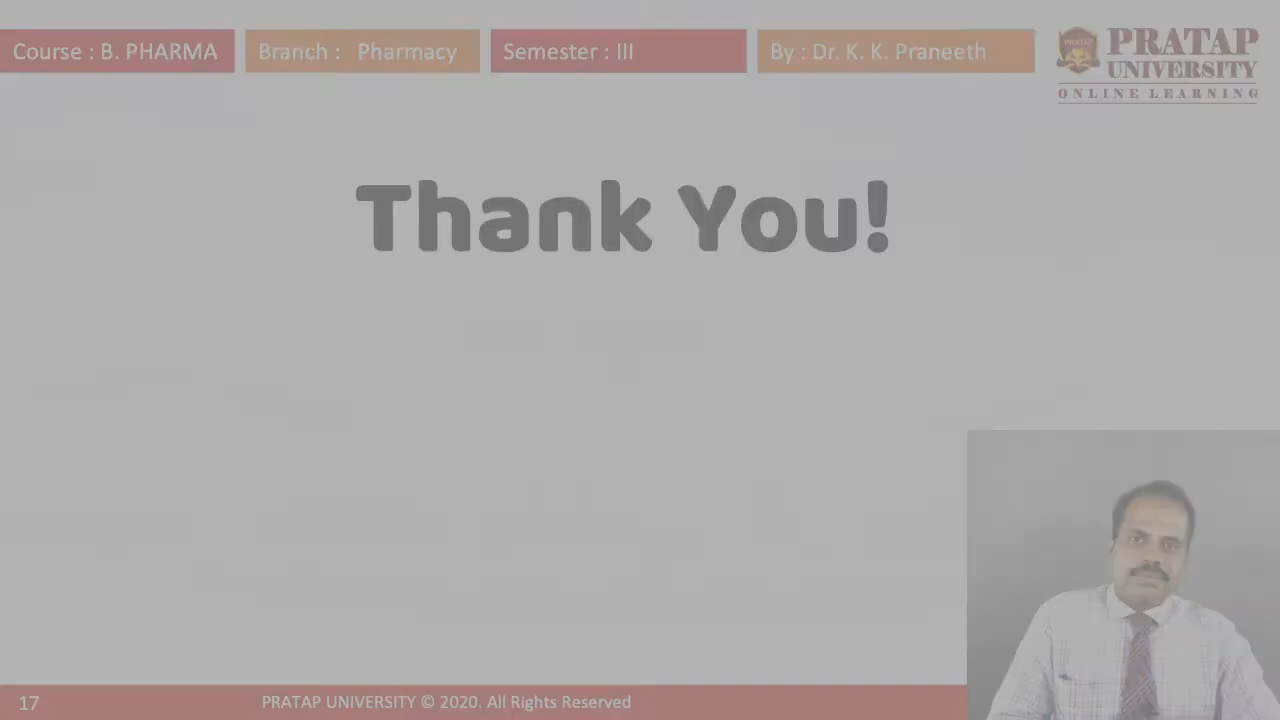 Course : B. PHARMA
Branch : Pharmacy
Semester : III
By : Dr. K. K. Praneeth
PRATAP
PRATAP
UNIVERSITY
ONLINE LEARNING
Thank You!
17
PRATAP UNIVERSITY © 2020. All Rights Reserved